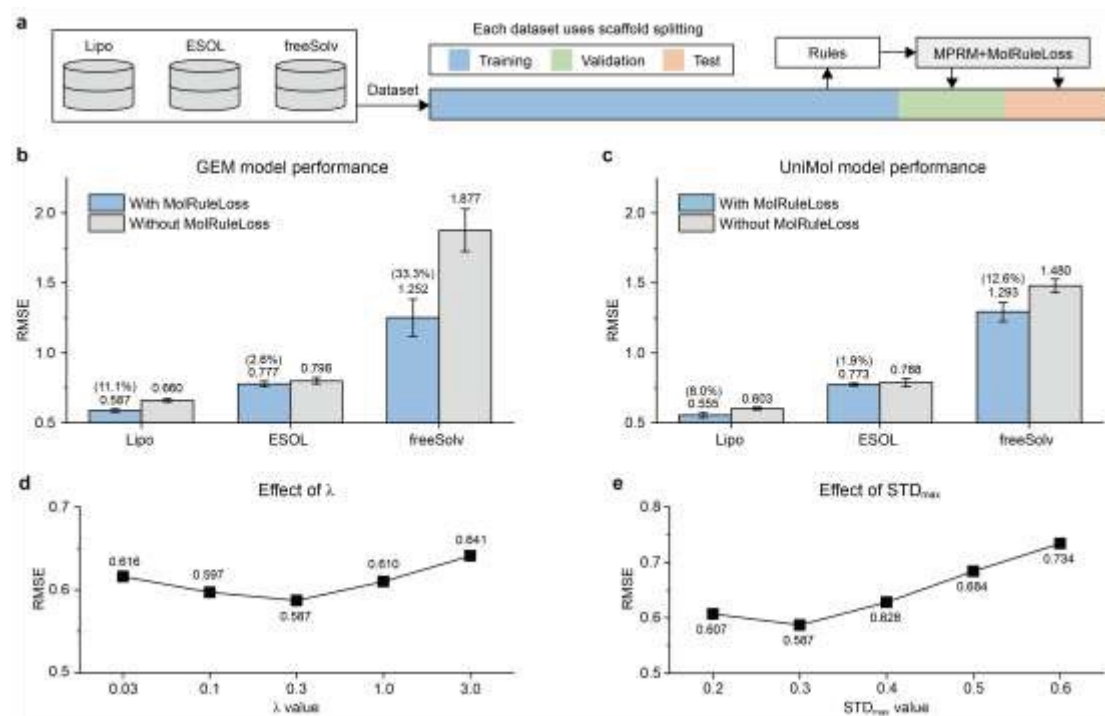 a
Each dataset uses scaffold splitting
Lipo ESOL freeSolv
Training Validation Test
Rules
MPRM+MolRuleLoss
Dataset
b
GEM model performance
With MolRuleLoss
Without MolRuleLoss
RMSE
2.0
1.5
1.0
0.5
(11.1%)
0.587
0.660
(2.6%)
0.777
0.798
(33.3%)
1.252
1.877
Lipo ESOL freeSolv
c
UniMol model performance
With MolRuleLoss
Without MolRuleLoss
RMSE
2.0
1.5
1.0
0.5
(8.0%)
0.555
0.603
(1.9%)
0.773
0.788
(12.6%)
1.293
1.480
Lipo ESOL freeSolv
d
Effect of λ
RMSE
0.7
0.6
0.5
0.616
0.597
0.587
0.610
0.641
0.03 0.1 0.3 1.0 3.0
λ value
e
Effect of STDmax
RMSE
0.8
0.7
0.6
0.5
0.607
0.587
0.628
0.684
0.734
0.2 0.3 0.4 0.5 0.6
STDmax value